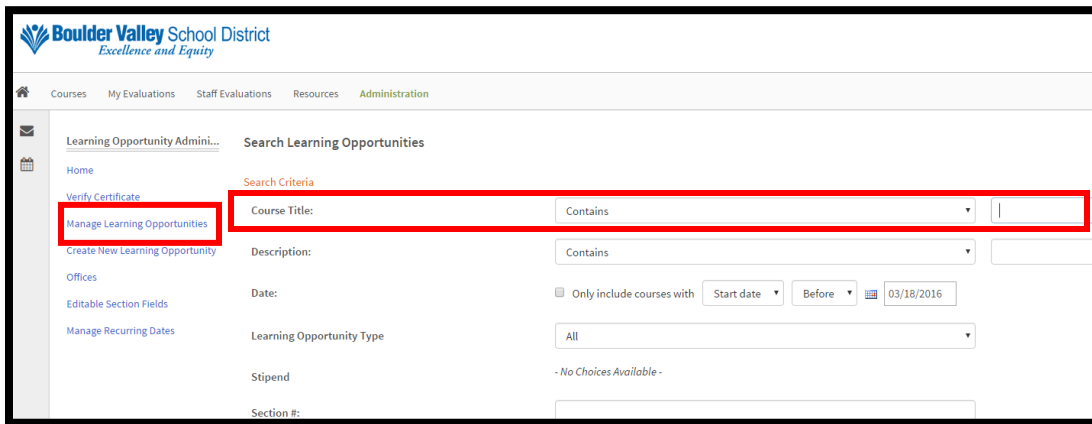 Boulder Valley School District
Excellence and Equity
Courses My Evaluations Staff Evaluations Resources Administration
Learning Opportunity Admini...
Home
Verify Certificate
Manage Learning Opportunities
Create New Learning Opportunity
Offices
Editable Section Fields
Manage Recurring Dates
Search Learning Opportunities
Search Criteria
Course Title: Contains
Description: Contains
Date: Only include courses with Start date Before 03/18/2016
Learning Opportunity Type All
Stipend - No Choices Available -
Section #: